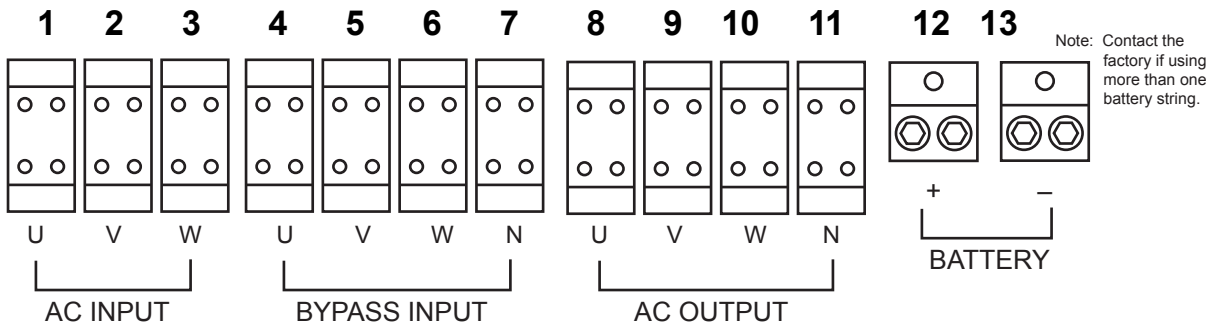 1 2 3 4 5 6 7 8 9 10 11 12 13
Note: Contact the
factory if using
more than one
battery string.
U V W U V W N U V W N + –
AC INPUT BYPASS INPUT AC OUTPUT BATTERY